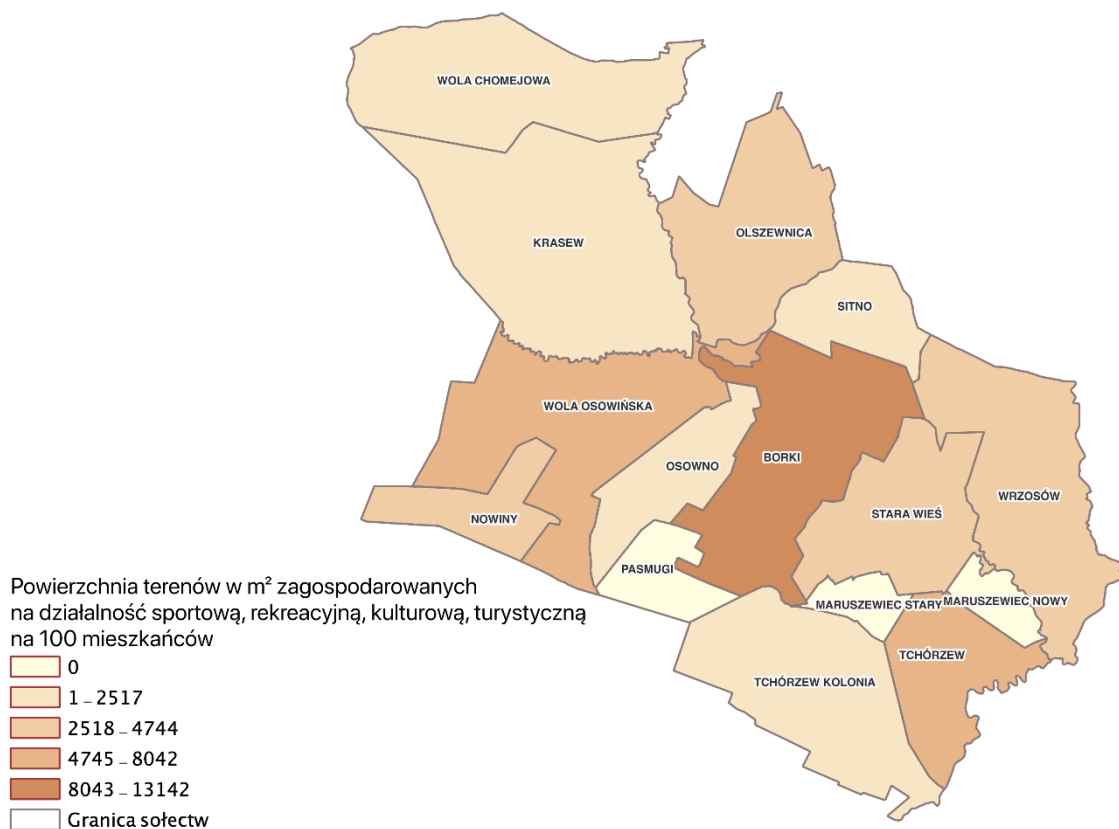 WOLA CHOMEJOWA
KRASEW
OLSZEWNICA
SITNO
WOLA OSOWIŃSKA
OSOWNO
BORKI
WRZOSÓW
NOWINY
STARA WIEŚ
PASMUGI
MARUSZEWIEC STARY
MARUSZEWIEC NOWY
TCHÓRZEW
TCHÓRZEW KOLONIA
Powierzchnia terenów w m² zagospodarowanych
na działalność sportową, rekreacyjną, kulturową, turystyczną
na 100 mieszkańców
0
1 – 2517
2518 – 4744
4745 – 8042
8043 – 13142
Granica sołectw